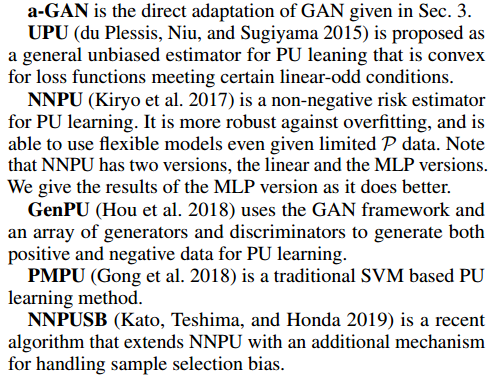 a-GAN is the direct adaptation of GAN given in Sec. 3.
UPU (du Plessis, Niu, and Sugiyama 2015) is proposed as
a general unbiased estimator for PU leaning that is convex
for loss functions meeting certain linear-odd conditions.
NNPU (Kiryo et al. 2017) is a non-negative risk estimator
for PU learning. It is more robust against overfitting, and is
able to use flexible models even given limited P data. Note
that NNPU has two versions, the linear and the MLP versions.
We give the results of the MLP version as it does better.
GenPU (Hou et al. 2018) uses the GAN framework and
an array of generators and discriminators to generate both
positive and negative data for PU learning.
PMPU (Gong et al. 2018) is a traditional SVM based PU
learning method.
NNPUSB (Kato, Teshima, and Honda 2019) is a recent
algorithm that extends NNPU with an additional mechanism
for handling sample selection bias.